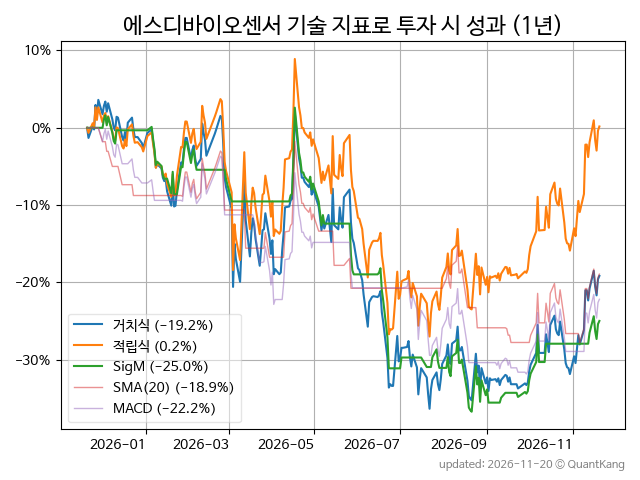 에스디바이오센서 기술 지표로 투자 시 성과 (1년)
10%
0%
−10%
−20%
−30%
거치식 (−19.2%)
적립식 (0.2%)
SigM (−25.0%)
SMA(20) (−18.9%)
MACD (−22.2%)
2026-01
2026-03
2026-05
2026-07
2026-09
2026-11
updated: 2026-11-20 © QuantKang